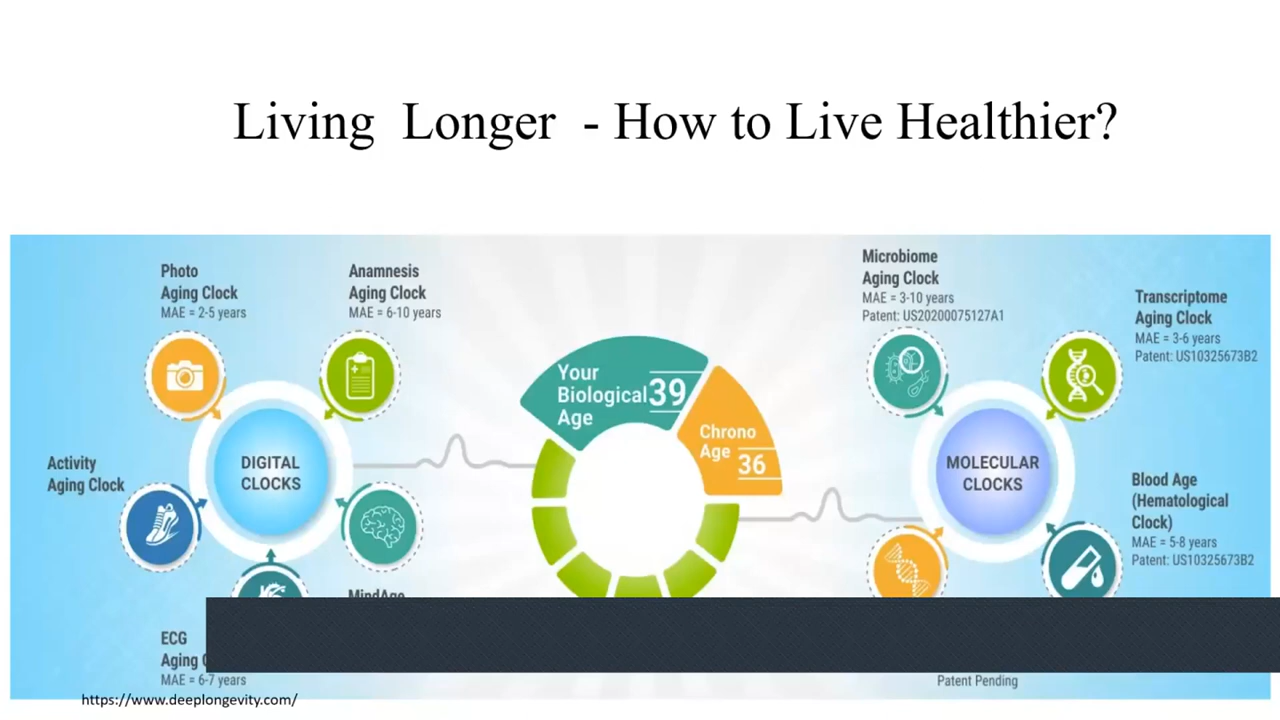 Living Longer - How to Live Healthier?
Photo
Aging Clock
MAE = 2-5 years
Anamnesis
Aging Clock
MAE = 6-10 years
Activity
Aging Clock
DIGITAL
CLOCKS
MindAge
ECG
Aging
MAE = 6-7 years
Your
Biological
Age
39
Chrono
Age
36
Microbiome
Aging Clock
MAE = 3-10 years
Patent: US20200075127A1
Transcriptome
Aging Clock
MAE = 3-6 years
Patent: US10325673B2
MOLECULAR
CLOCKS
Blood Age
(Hematological
Clock)
MAE = 5-8 years
Patent: US10325673B2
Patent Pending
https://www.deeplongevity.com/